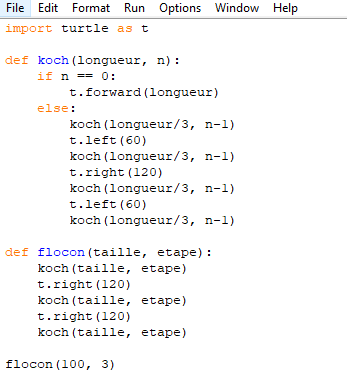 File Edit Format Run Options Window Help
import turtle as t

def koch(longueur, n):
    if n == 0:
        t.forward(longueur)
    else:
        koch(longueur/3, n-1)
        t.left(60)
        koch(longueur/3, n-1)
        t.right(120)
        koch(longueur/3, n-1)
        t.left(60)
        koch(longueur/3, n-1)

def flocon(taille, etape):
    koch(taille, etape)
    t.right(120)
    koch(taille, etape)
    t.right(120)
    koch(taille, etape)

flocon(100, 3)